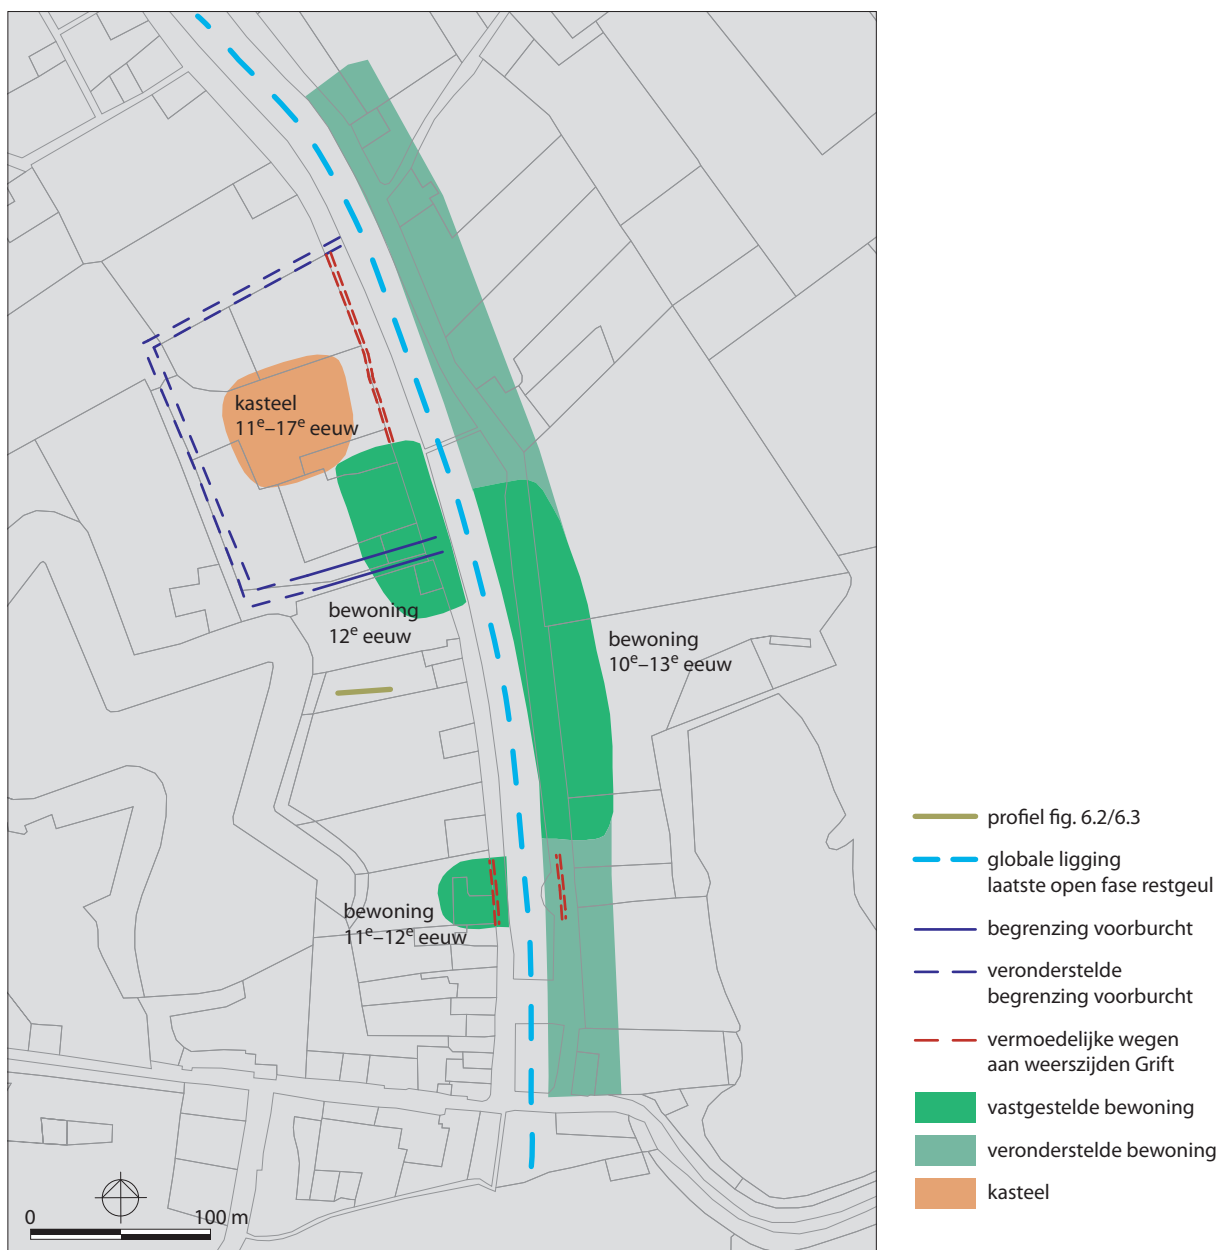 kasteel
11e–17e eeuw
bewoning
12e eeuw
bewoning
10e–13e eeuw
bewoning
11e–12e eeuw
0 100 m
profiel fig. 6.2/6.3
globale ligging
laatste open fase restgeul
begrenzing voorburcht
veronderstelde
begrenzing voorburcht
vermoedelijke wegen
aan weerszijden Grift
vastgestelde bewoning
veronderstelde bewoning
kasteel